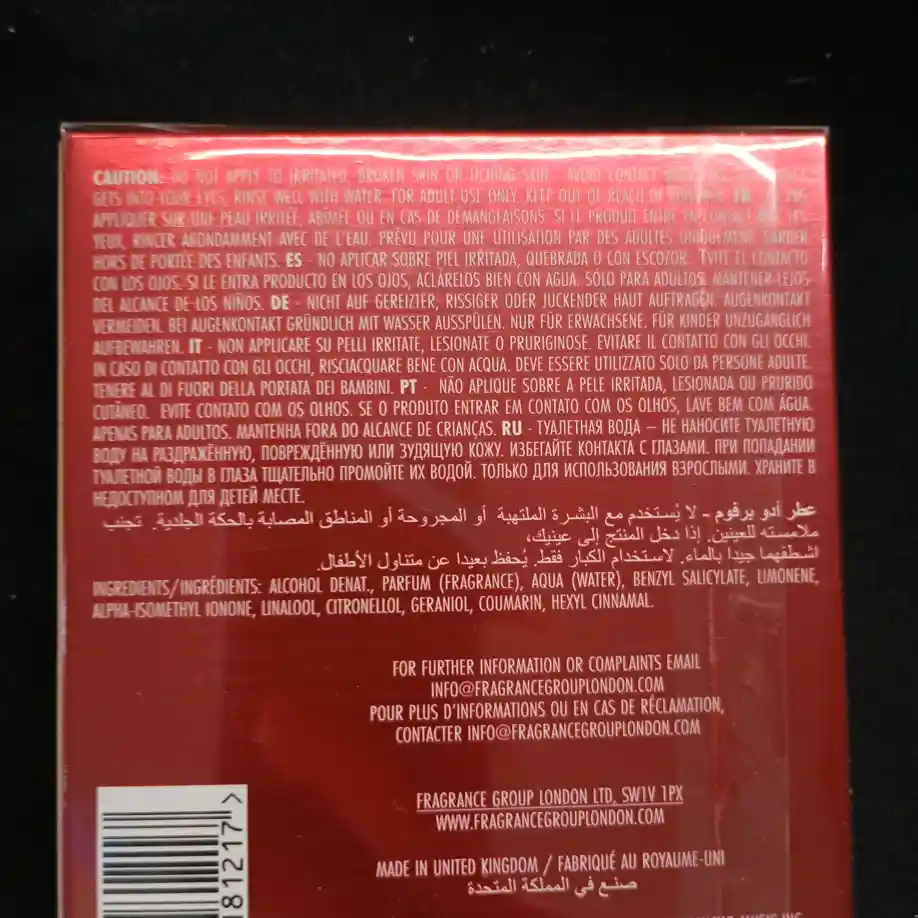 CAUTION: DO NOT APPLY TO IRRITATED, BROKEN SKIN OR ITCHING SKIN. AVOID CONTACT
GETS INTO YOUR EYES, RINSE WELL WITH WATER. FOR ADULT USE ONLY. KEEP OUT OF REACH OF
APPLIQUER SUR UNE PEAU IRRITÉE, ABÎMÉE OU EN CAS DE DÉMANGEAISONS. SI LE PRODUIT ENTRE EN CONTACT
YEUX, RINCER ABONDAMMENT AVEC DE L'EAU. PRÉVU POUR UNE UTILISATION PAR DES ADULTES UNIQUEMENT. GARDER
HORS DE PORTÉE DES ENFANTS. ES - NO APLICAR SOBRE PIEL IRRITADA, QUEBRADA O CON ESCOZOR. EVITE EL CONTACTO
CON LOS OJOS. SI LE ENTRA PRODUCTO EN LOS OJOS, ACLÁRELOS BIEN CON AGUA. SÓLO PARA ADULTOS. MANTENER LEJOS
DEL ALCANCE DE LOS NIÑOS. DE - NICHT AUF GEREIZTER, RISSIGER ODER JUCKENDER HAUT AUFTRAGEN. AUGENKONTAKT
VERMEIDEN. BEI AUGENKONTAKT GRÜNDLICH MIT WASSER AUSSPÜLEN. NUR FÜR ERWACHSENE. FÜR KINDER UNZUGÄNGLICH
AUFBEWAHREN. IT - NON APPLICARE SU PELLI IRRITATE, LESIONATE O PRURIGINOSE. EVITARE IL CONTATTO CON GLI OCCHI.
IN CASO DI CONTATTO CON GLI OCCHI, RISCIACQUARE BENE CON ACQUA. DEVE ESSERE UTILIZZATO SOLO DA PERSONE ADULTE.
TENERE AL DI FUORI DELLA PORTATA DEI BAMBINI. PT - NÃO APLIQUE SOBRE A PELE IRRITADA, LESIONADA OU PRURIDO
CUTÂNEO. EVITE CONTATO COM OS OLHOS. SE O PRODUTO ENTRAR EM CONTATO COM OS OLHOS, LAVE BEM COM ÁGUA.
APENAS PARA ADULTOS. MANTENHA FORA DO ALCANCE DE CRIANÇAS. RU - ТУАЛЕТНАЯ ВОДА – НЕ НАНОСИТЕ ТУАЛЕТНУЮ
ВОДУ НА РАЗДРАЖЁННУЮ, ПОВРЕЖДЁННУЮ ИЛИ ЗУДЯЩУЮ КОЖУ. ИЗБЕГАЙТЕ КОНТАКТА С ГЛАЗАМИ. ПРИ ПОПАДАНИИ
ТУАЛЕТНОЙ ВОДЫ В ГЛАЗА ТЩАТЕЛЬНО ПРОМОЙТЕ ИХ ВОДОЙ. ТОЛЬКО ДЛЯ ИСПОЛЬЗОВАНИЯ ВЗРОСЛЫМИ. ХРАНИТЕ В
НЕДОСТУПНОМ ДЛЯ ДЕТЕЙ МЕСТЕ.
عطر أدو برفوم - لا يُستخدم مع البشرة الملتهبة أو المجروحة أو المناطق المصابة بالحكة الجلدية. تجنب
ملامسته للعينين. إذا دخل المنتج إلى عينيك،
اشطفهما جيدا بالماء. لاستخدام الكبار فقط. يُحفظ بعيدا عن متناول الأطفال.
INGREDIENTS/INGRÉDIENTS: ALCOHOL DENAT., PARFUM (FRAGRANCE), AQUA (WATER), BENZYL SALICYLATE, LIMONENE,
ALPHA-ISOMETHYL IONONE, LINALOOL, CITRONELLOL, GERANIOL, COUMARIN, HEXYL CINNAMAL.
FOR FURTHER INFORMATION OR COMPLAINTS EMAIL
INFO@FRAGRANCEGROUPLONDON.COM
POUR PLUS D'INFORMATIONS OU EN CAS DE RÉCLAMATION,
CONTACTER INFO@FRAGRANCEGROUPLONDON.COM
FRAGRANCE GROUP LONDON LTD, SW1V 1PX
WWW.FRAGRANCEGROUPLONDON.COM
MADE IN UNITED KINGDOM / FABRIQUÉ AU ROYAUME-UNI
صنع في المملكة المتحدة
81217>